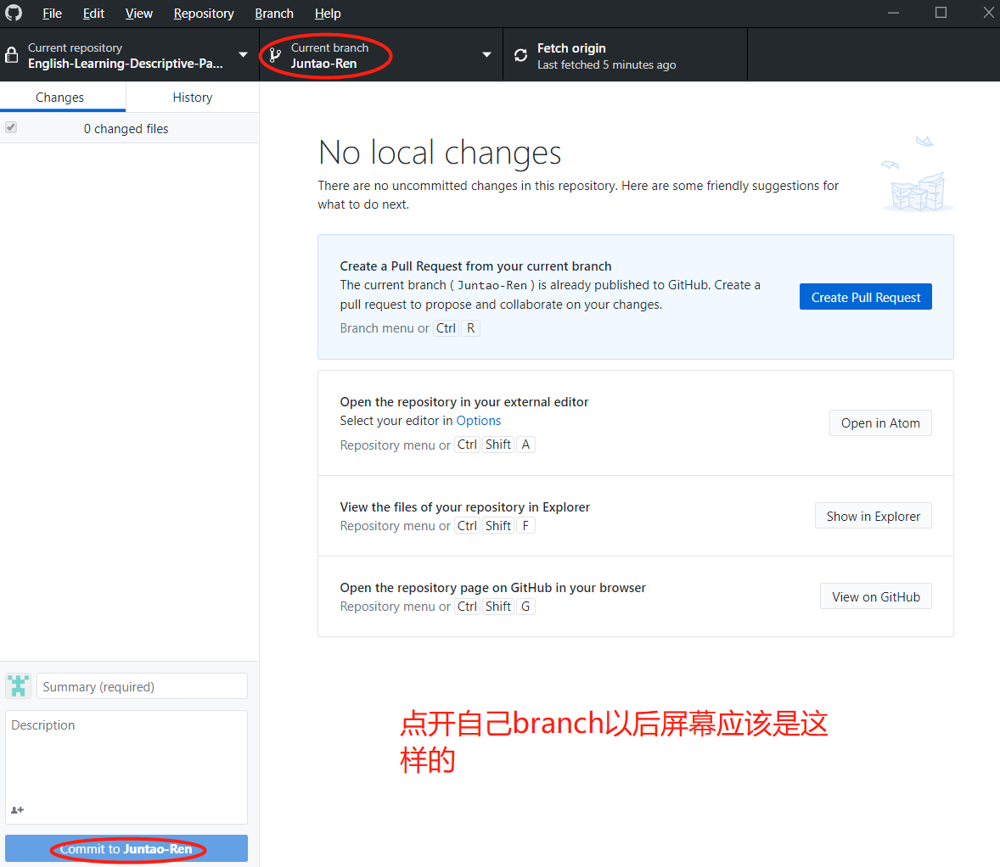 File Edit View Repository Branch Help
Current repository
English-Learning-Descriptive-Pa...
Current branch
Juntao-Ren
Fetch origin
Last fetched 5 minutes ago
Changes
History
0 changed files
No local changes
There are no uncommitted changes in this repository. Here are some friendly suggestions for
what to do next.
Create a Pull Request from your current branch
The current branch ( Juntao-Ren ) is already published to GitHub. Create a
pull request to propose and collaborate on your changes.
Branch menu or Ctrl R
Create Pull Request
Open the repository in your external editor
Select your editor in Options
Repository menu or Ctrl Shift A
Open in Atom
View the files of your repository in Explorer
Repository menu or Ctrl Shift F
Show in Explorer
Open the repository page on GitHub in your browser
Repository menu or Ctrl Shift G
View on GitHub
Summary (required)
Description
Commit to Juntao-Ren
点开自己branch以后屏幕应该是这
样的